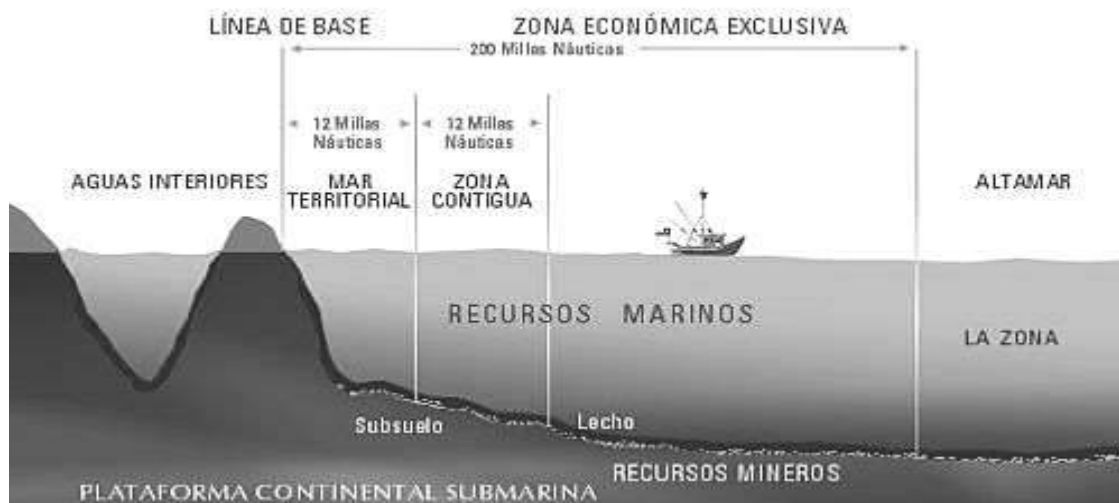 LÍNEA DE BASE
ZONA ECONÓMICA EXCLUSIVA
200 Millas Náuticas
12 Millas
Náuticas
12 Millas
Náuticas
AGUAS INTERIORES
MAR
TERRITORIAL
ZONA
CONTIGUA
ALTAMAR
RECURSOS MARINOS
LA ZONA
Subsuelo
Lecho
RECURSOS MINEROS
PLATAFORMA CONTINENTAL SUBMARINA